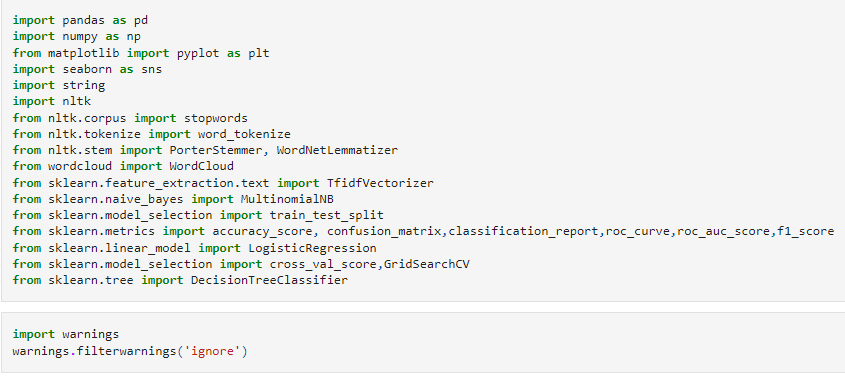 import pandas as pd
import numpy as np
from matplotlib import pyplot as plt
import seaborn as sns
import string
import nltk
from nltk.corpus import stopwords
from nltk.tokenize import word_tokenize
from nltk.stem import PorterStemmer, WordNetLemmatizer
from wordcloud import WordCloud
from sklearn.feature_extraction.text import TfidfVectorizer
from sklearn.naive_bayes import MultinomialNB
from sklearn.model_selection import train_test_split
from sklearn.metrics import accuracy_score, confusion_matrix,classification_report,roc_curve,roc_auc_score,f1_score
from sklearn.linear_model import LogisticRegression
from sklearn.model_selection import cross_val_score,GridSearchCV
from sklearn.tree import DecisionTreeClassifier
import warnings
warnings.filterwarnings('ignore')